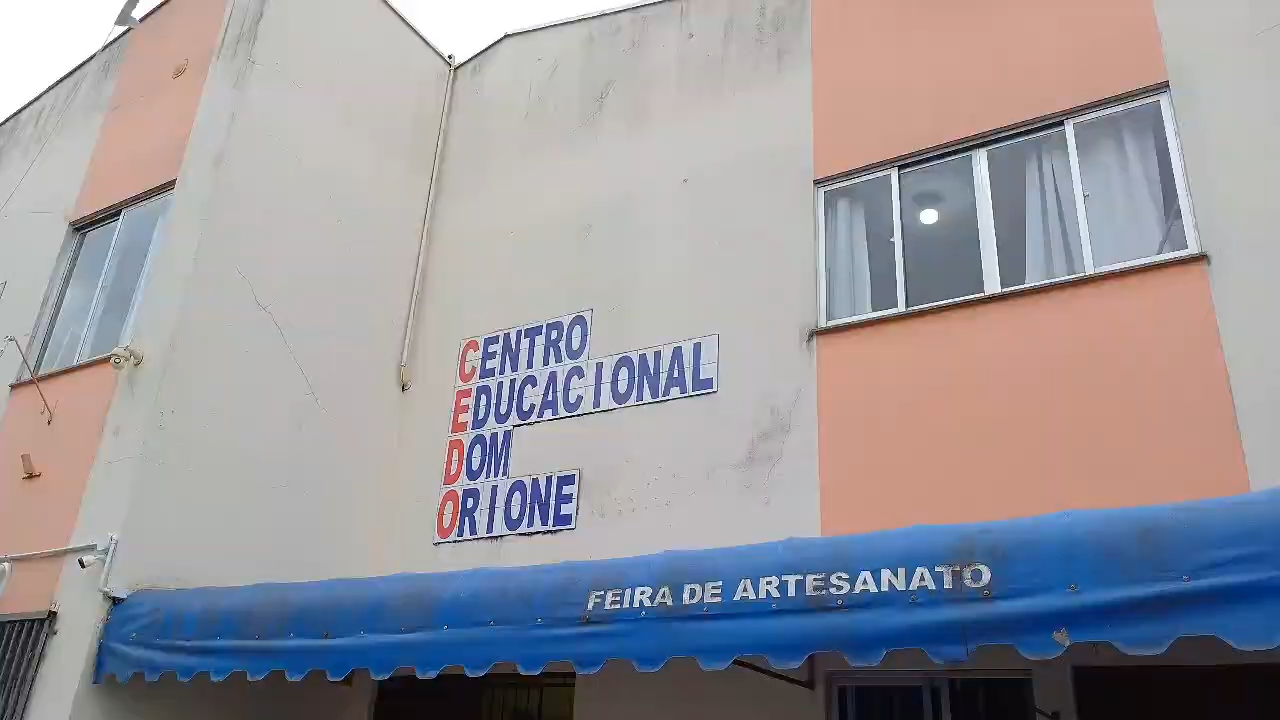 CENTRO
EDUCACIONAL
DOM
ORIONE
FEIRA DE ARTESANATO